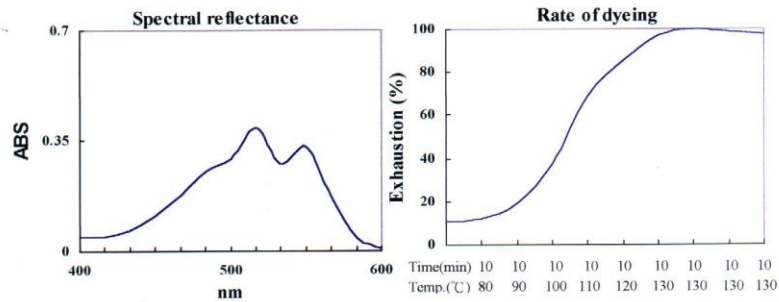 Spectral reflectance
0.7
0.35
0
ABS
400 500 600
nm
Rate of dyeing
100
80
60
40
20
0
Exhaustion (%)
Time(min) 10 10 10 10 10 10 10 10 10
Temp.(℃) 80 90 100 110 120 130 130 130 130